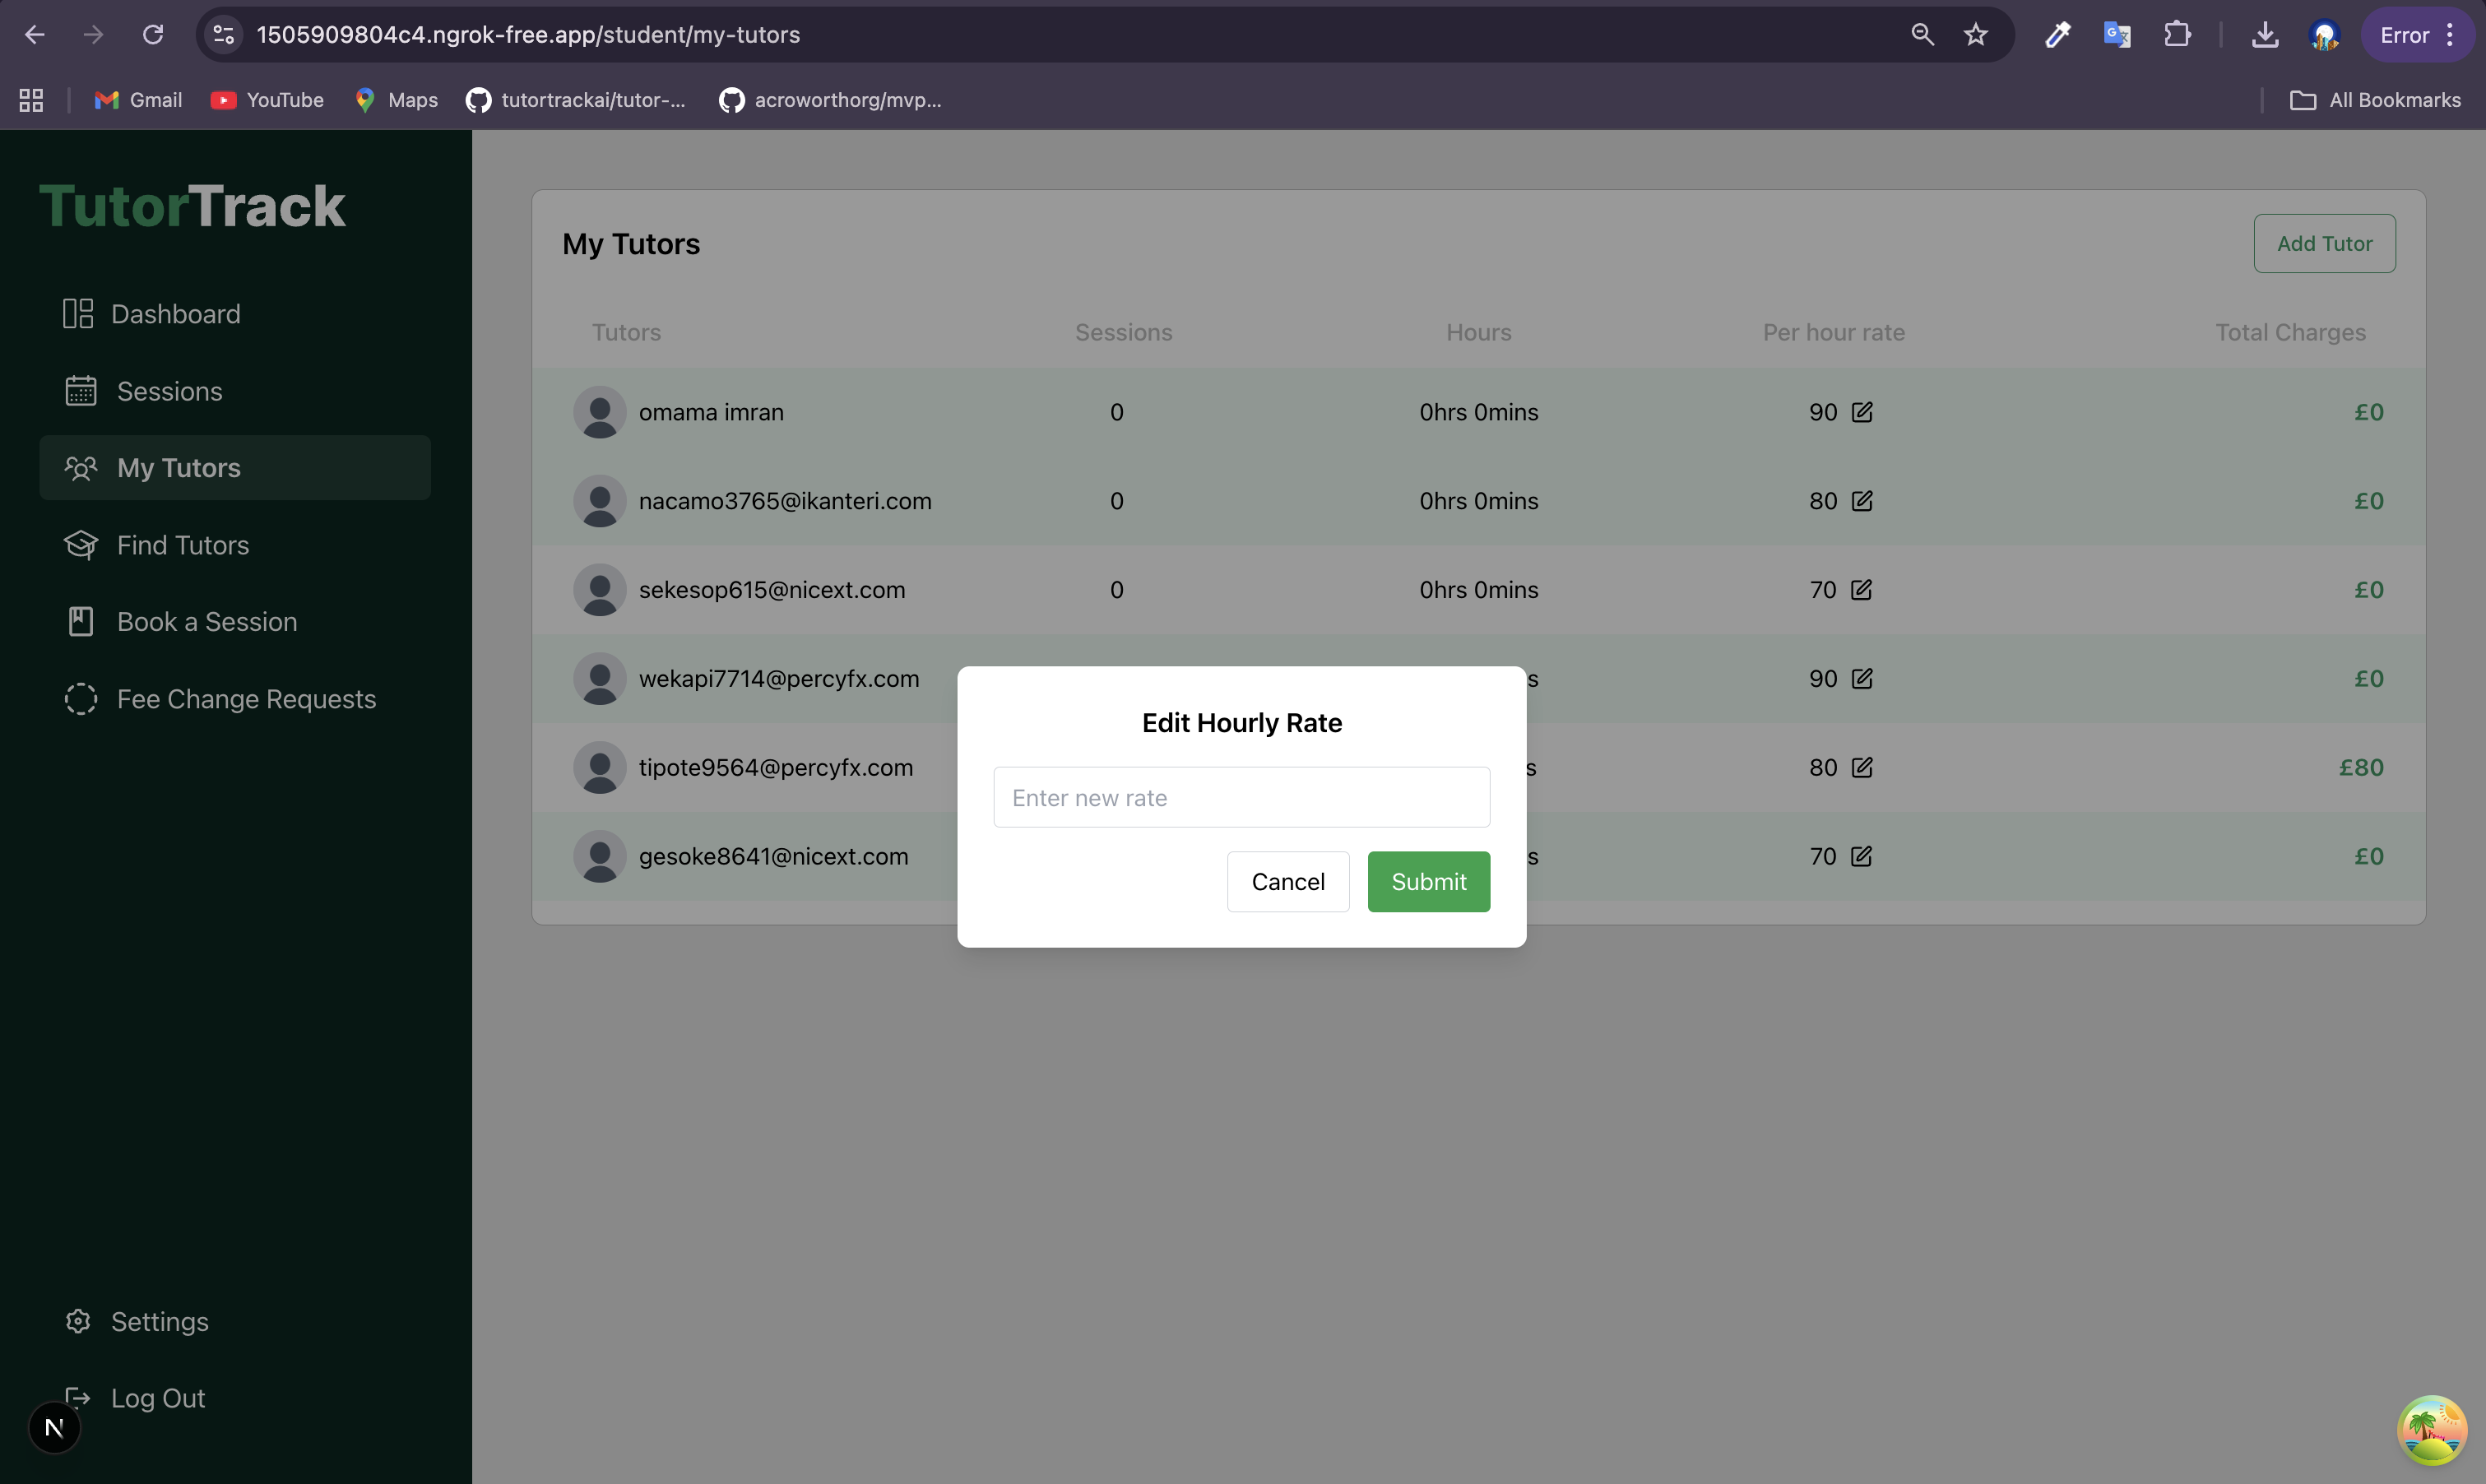 1505909804c4.ngrok-free.app/student/my-tutors
Error
Gmail
YouTube
Maps
tutortrackai/tutor-...
acroworthorg/mvp...
All Bookmarks
TutorTrack
Dashboard
Sessions
My Tutors
Find Tutors
Book a Session
Fee Change Requests
Settings
Log Out
N
My Tutors
Add Tutor
Tutors Sessions Hours Per hour rate Total Charges
omama imran 0 0hrs 0mins 90 £0
nacamo3765@ikanteri.com 0 0hrs 0mins 80 £0
sekesop615@nicext.com 0 0hrs 0mins 70 £0
wekapi7714@percyfx.com s 90 £0
tipote9564@percyfx.com s 80 £80
gesoke8641@nicext.com s 70 £0
Edit Hourly Rate
Enter new rate
Cancel
Submit